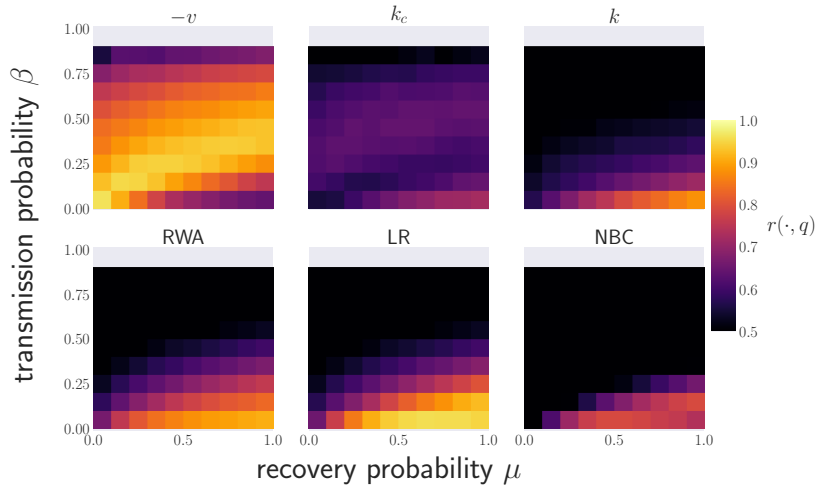 −v
k_c
k
1.00
0.75
0.50
0.25
0.00
transmission probability β
RWA
LR
NBC
1.00
0.75
0.50
0.25
0.00
0.0 0.5 1.0
0.0 0.5 1.0
0.0 0.5 1.0
recovery probability μ
1.0
0.9
0.8
0.7
0.6
0.5
r(·, q)